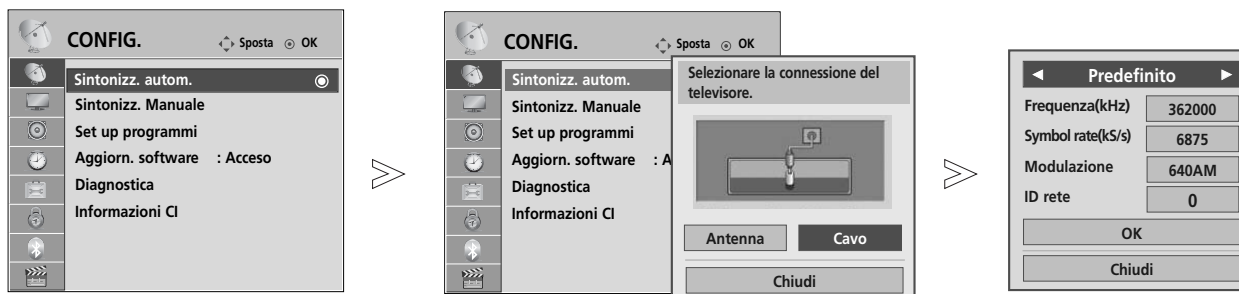 CONFIG. Sposta OK
Sintonizz. autom.
Sintonizz. Manuale
Set up programmi
Aggiorn. software : Acceso
Diagnostica
Informazioni CI
CONFIG. Sposta OK
Sintonizz. autom.
Sintonizz. Manuale
Set up programmi
Aggiorn. software : A
Diagnostica
Informazioni CI
Selezionare la connessione del
televisore.
Antenna Cavo
Chiudi
Predefinito
Frequenza(kHz) 362000
Symbol rate(kS/s) 6875
Modulazione 640AM
ID rete 0
OK
Chiudi